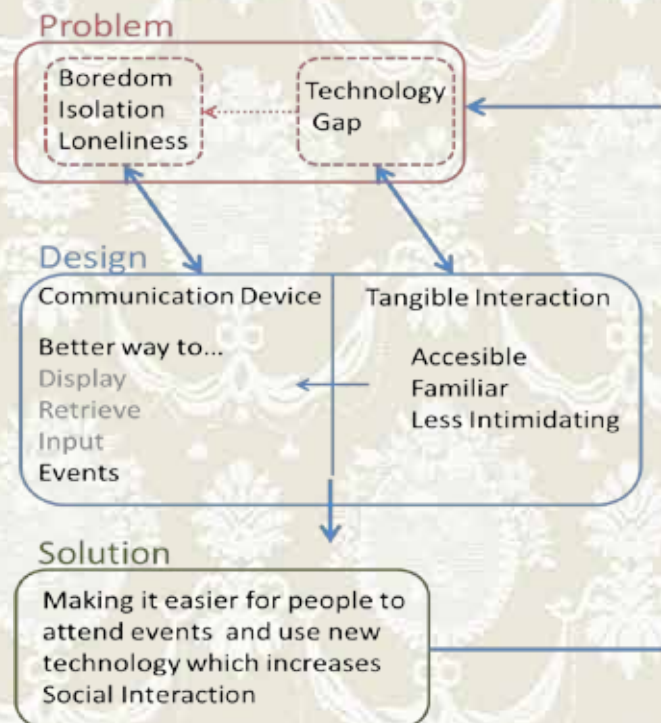 Problem
Boredom
Isolation
Loneliness
Technology
Gap
Design
Communication Device
Better way to...
Display
Retrieve
Input
Events
Tangible Interaction
Accesible
Familiar
Less Intimidating
Solution
Making it easier for people to
attend events and use new
technology which increases
Social Interaction